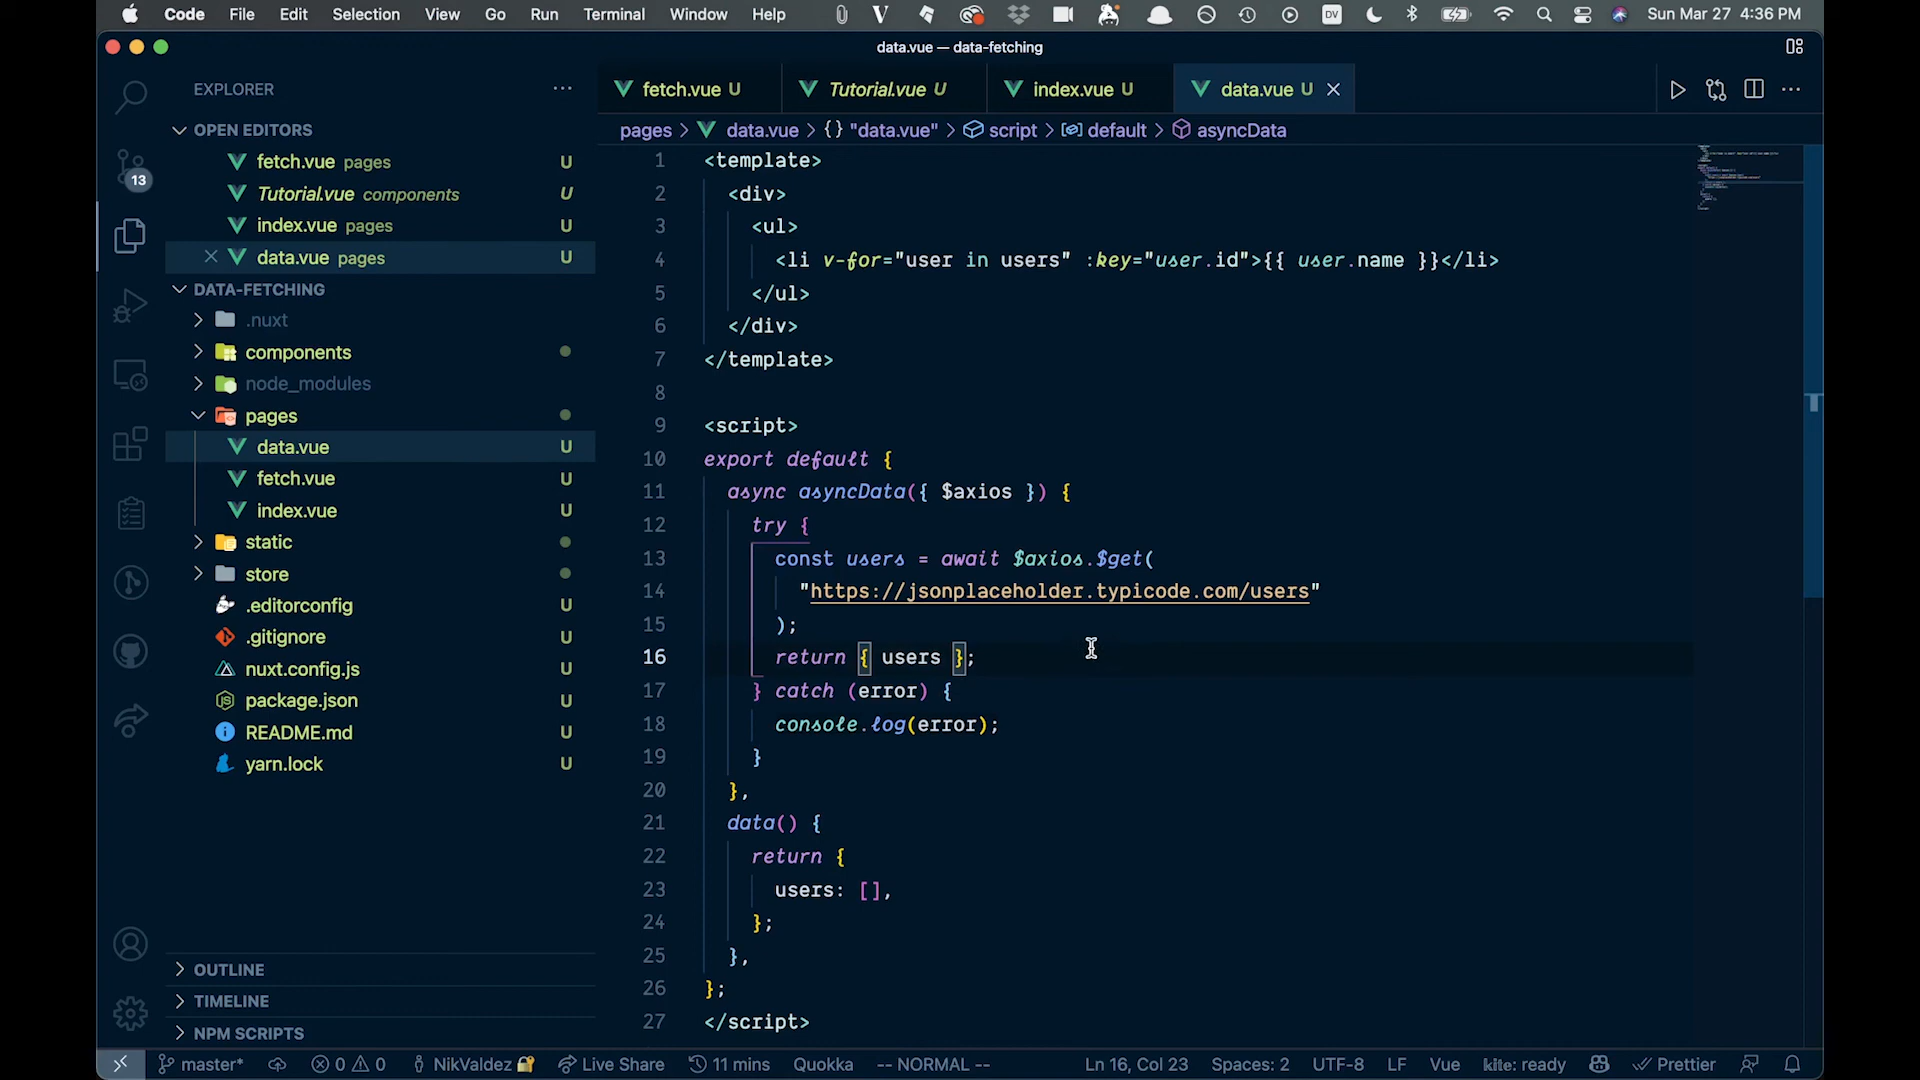 Code File Edit Selection View Go Run Terminal Window Help DV Sun Mar 27 4:36 PM
data.vue — data-fetching
EXPLORER
fetch.vue U
Tutorial.vue U
index.vue U
data.vue U
OPEN EDITORS
pages > data.vue > {} "data.vue" > script > default > asyncData
fetch.vue pages U
Tutorial.vue components U
index.vue pages U
data.vue pages U
13
DATA-FETCHING
.nuxt
components
node_modules
pages
data.vue U
fetch.vue U
index.vue U
static
store
.editorconfig U
.gitignore U
nuxt.config.js U
package.json U
README.md U
yarn.lock U
OUTLINE
TIMELINE
NPM SCRIPTS
1 <template>
2 <div>
3 <ul>
4 <li v-for="user in users" :key="user.id">{{ user.name }}</li>
5 </ul>
6 </div>
7 </template>
8
9 <script>
10 export default {
11 async asyncData({ $axios }) {
12 try {
13 const users = await $axios.$get(
14 "https://jsonplaceholder.typicode.com/users"
15 );
16 return { users };
17 } catch (error) {
18 console.log(error);
19 }
20 },
21 data() {
22 return {
23 users: [],
24 };
25 },
26 };
27 </script>
master* 0 0 NikValdez Live Share 11 mins Quokka -- NORMAL -- Ln 16, Col 23 Spaces: 2 UTF-8 LF Vue kite: ready Prettier